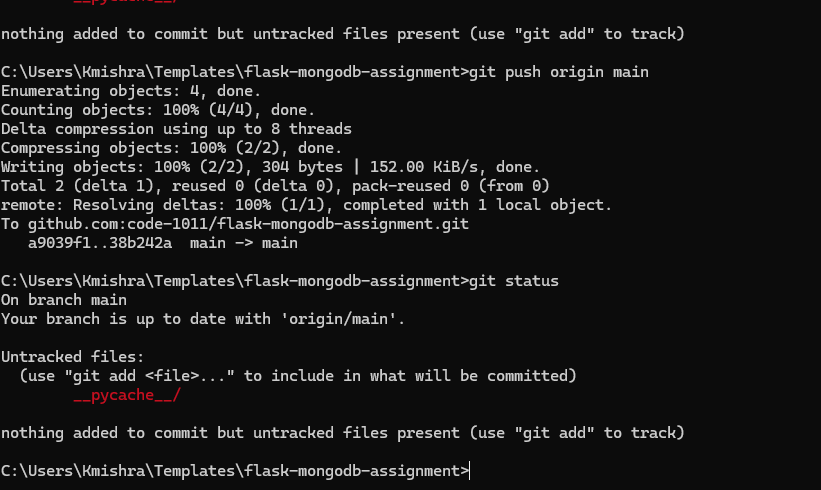 __pycache__/
nothing added to commit but untracked files present (use "git add" to track)
C:\Users\Kmishra\Templates\flask-mongodb-assignment>git push origin main
Enumerating objects: 4, done.
Counting objects: 100% (4/4), done.
Delta compression using up to 8 threads
Compressing objects: 100% (2/2), done.
Writing objects: 100% (2/2), 304 bytes | 152.00 KiB/s, done.
Total 2 (delta 1), reused 0 (delta 0), pack-reused 0 (from 0)
remote: Resolving deltas: 100% (1/1), completed with 1 local object.
To github.com:code-1011/flask-mongodb-assignment.git
   a9039f1..38b242a  main -> main
C:\Users\Kmishra\Templates\flask-mongodb-assignment>git status
On branch main
Your branch is up to date with 'origin/main'.
Untracked files:
  (use "git add <file>..." to include in what will be committed)
        __pycache__/
nothing added to commit but untracked files present (use "git add" to track)
C:\Users\Kmishra\Templates\flask-mongodb-assignment>